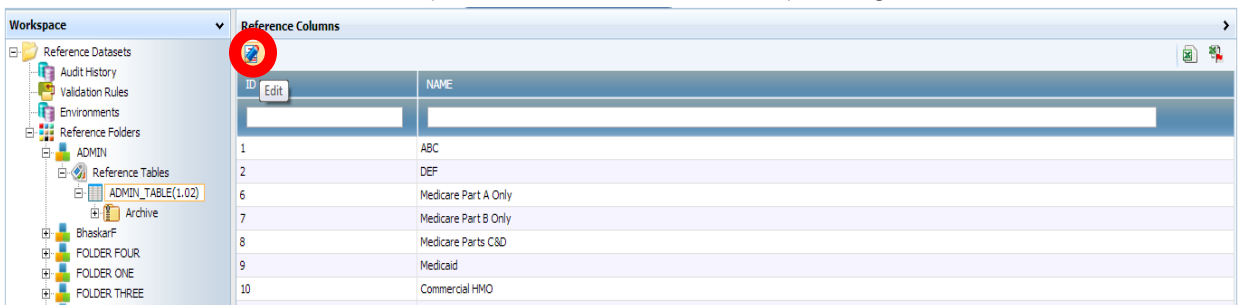 Workspace
Reference Columns
Reference Datasets
Audit History
Validation Rules
Environments
Reference Folders
ADMIN
Reference Tables
ADMIN_TABLE(1.02)
Archive
BhaskarF
FOLDER FOUR
FOLDER ONE
FOLDER THREE
ID NAME
Edit
1 ABC
2 DEF
6 Medicare Part A Only
7 Medicare Part B Only
8 Medicare Parts C&D
9 Medicaid
10 Commercial HMO